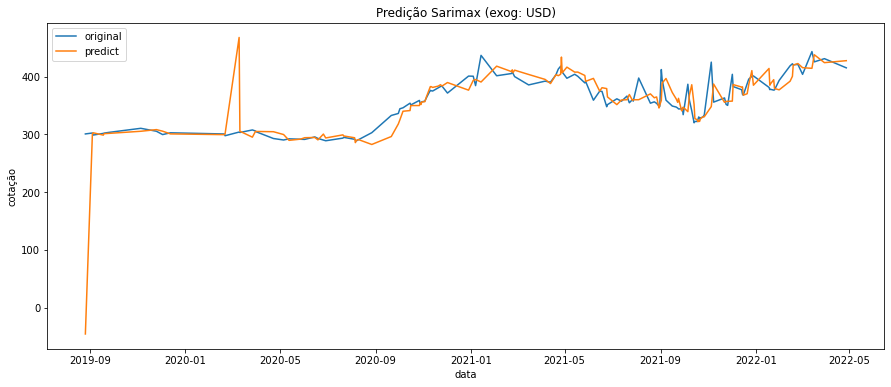 Predição Sarimax (exog: USD)
original
predict
cotação
400
300
200
100
0
2019-09 2020-01 2020-05 2020-09 2021-01 2021-05 2021-09 2022-01 2022-05
data